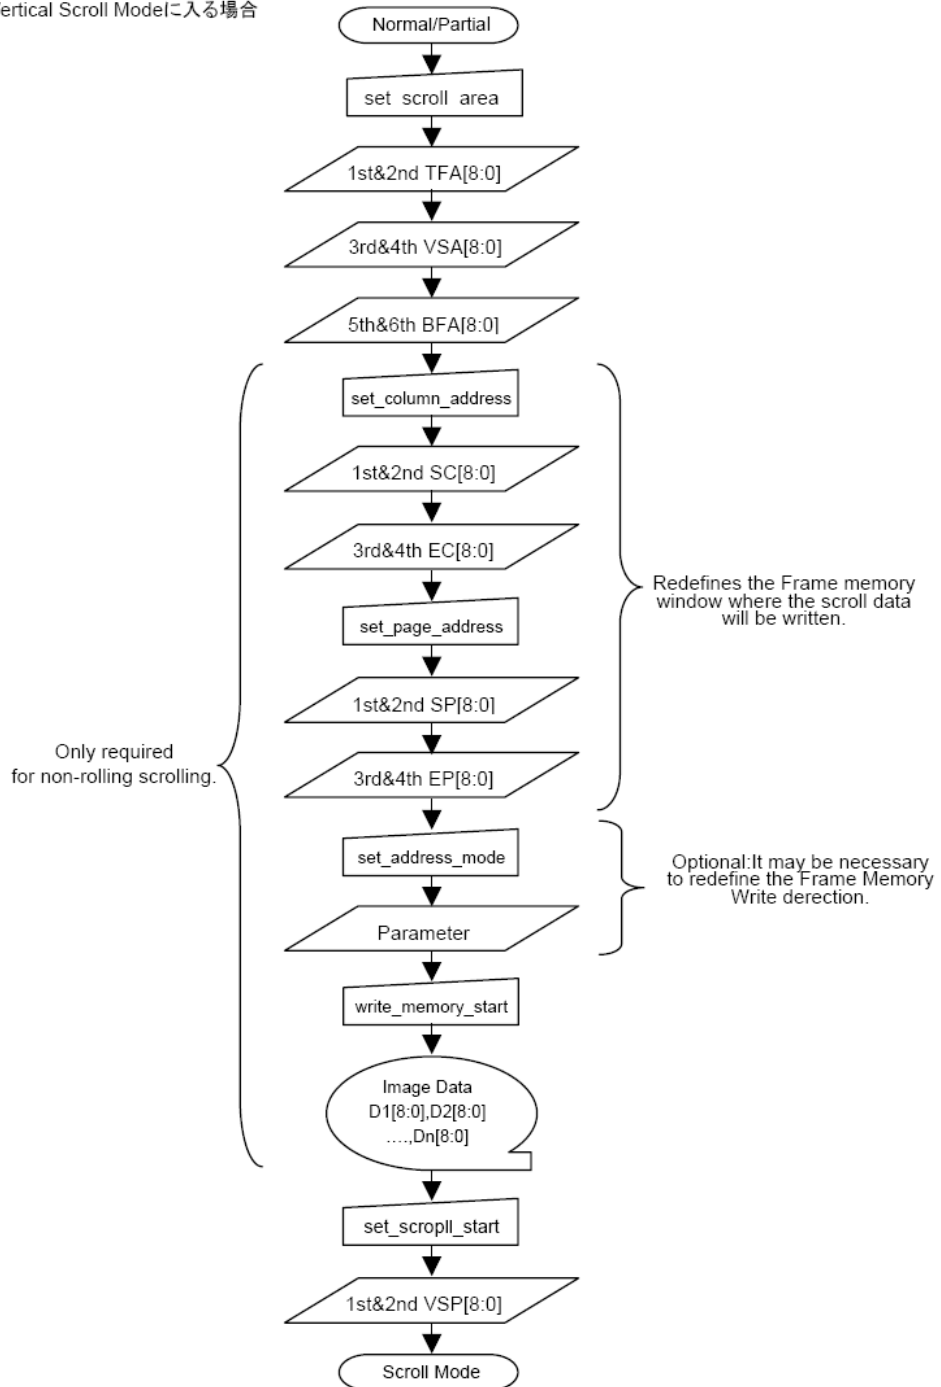 Vertical Scroll Modeに入る場合
Normal/Partial
set_scroll_area
1st&2nd TFA[8:0]
3rd&4th VSA[8:0]
5th&6th BFA[8:0]
set_column_address
1st&2nd SC[8:0]
3rd&4th EC[8:0]
Redefines the Frame memory
window where the scroll data
will be written.
set_page_address
1st&2nd SP[8:0]
Only required
for non-rolling scrolling.
3rd&4th EP[8:0]
set_address_mode
Optional:It may be necessary
to redefine the Frame Memory
Write derection.
Parameter
write_memory_start
Image Data
D1[8:0],D2[8:0]
....,Dn[8:0]
set_scropll_start
1st&2nd VSP[8:0]
Scroll Mode